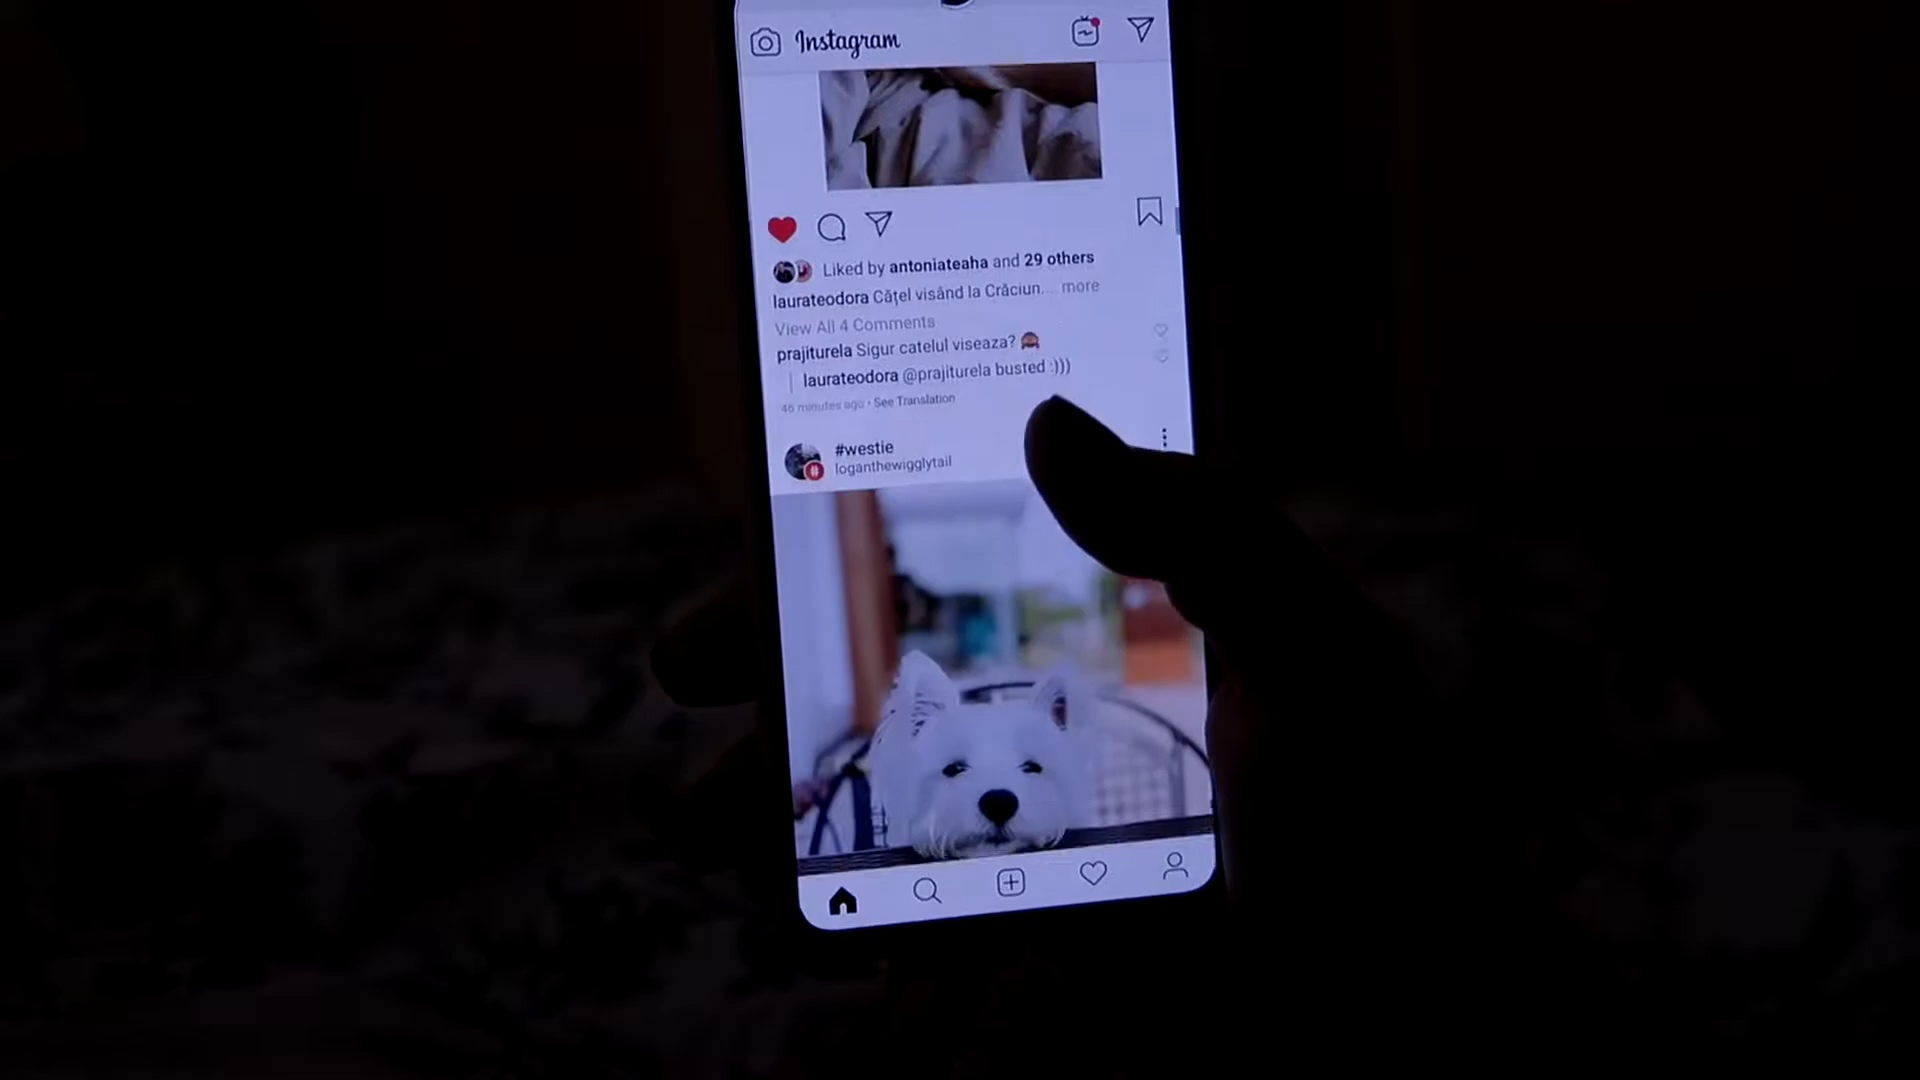 Instagram
Liked by antoniateaha and 29 others
laurateodora Cățel visând la Crăciun... more
View All 4 Comments
prajiturela Sigur catelul viseaza? 🙈
laurateodora @prajiturela busted :)))
46 minutes ago • See Translation
#westie
loganthewigglytail